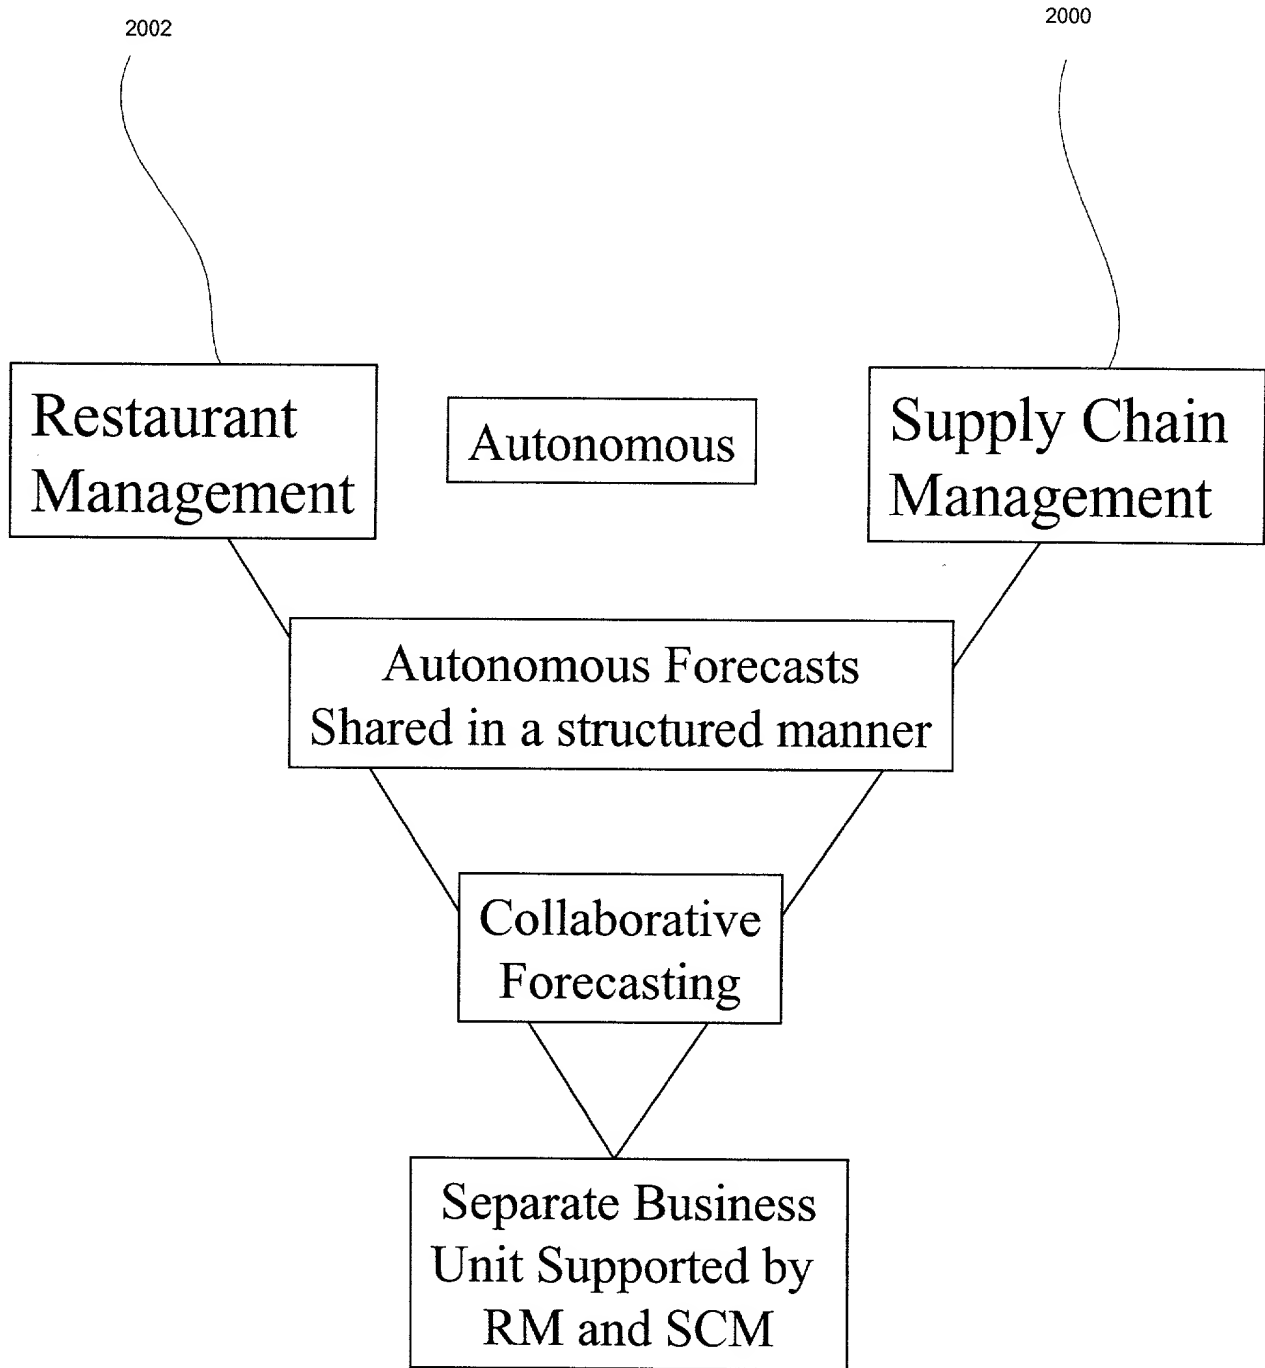 2002
2000
Restaurant
Management
Autonomous
Supply Chain
Management
Autonomous Forecasts
Shared in a structured manner
Collaborative
Forecasting
Separate Business
Unit Supported by
RM and SCM